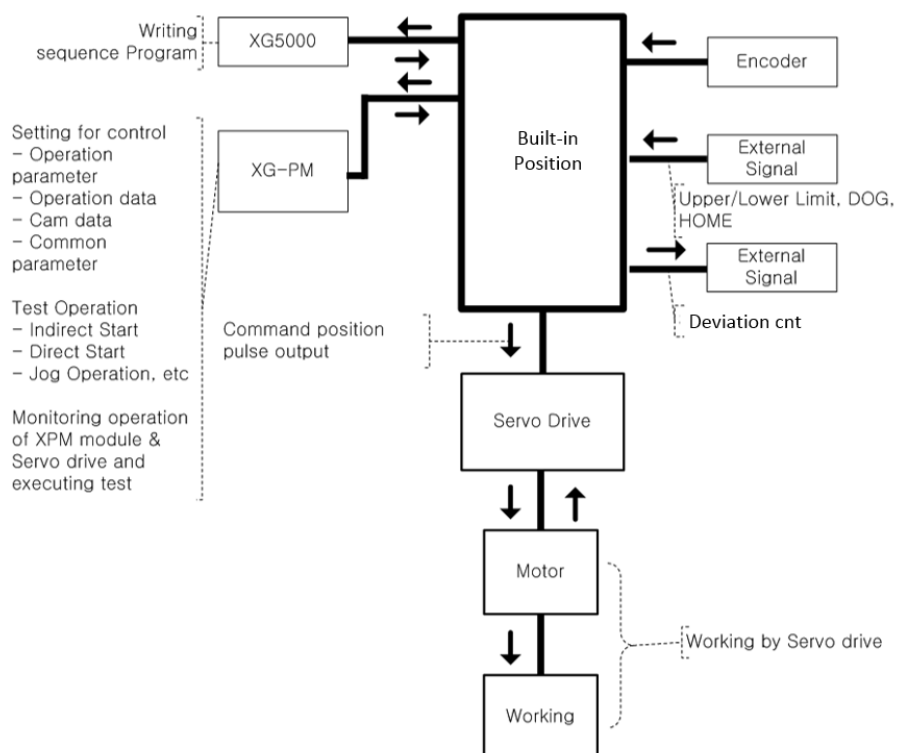 Writing
sequence Program
XG5000
Encoder
Built-in
Position
Setting for control
- Operation
parameter
- Operation data
- Cam data
- Common
parameter
XG-PM
External
Signal
Upper/Lower Limit, DOG,
HOME
External
Signal
Deviation cnt
Test Operation
- Indirect Start
- Direct Start
- Jog Operation, etc
Command position
pulse output
Monitoring operation
of XPM module &
Servo drive and
executing test
Servo Drive
Motor
Working by Servo drive
Working